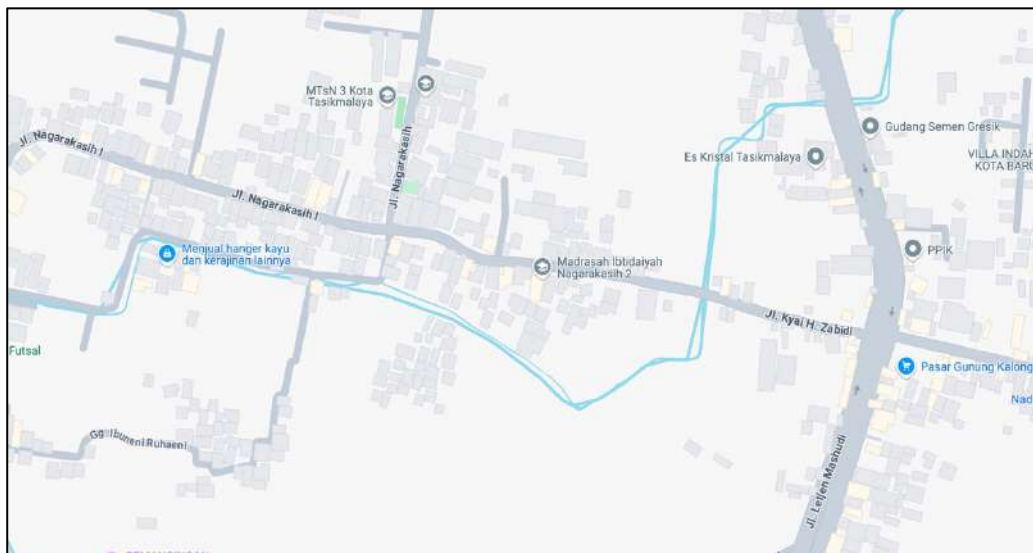 MTsN 3 Kota
Tasikmalaya
Gudang Semen Gresik
Jl. Nagarakasih I
Jl. Nagarakasih
Es Kristal Tasikmalaya
VILLA INDAH
KOTA BARU
Jl. Nagarakasih I
Menjual hanger kayu
dan kerajinan lainnya
Madrasah Ibtidaiyah
Nagarakasih 2
PPIK
Jl. Kyai H. Zabidi
Futsal
Pasar Gunung Kalong
Nad
Gg. Ibuneni Ruhaeni
Jl. Letjen Mashudi